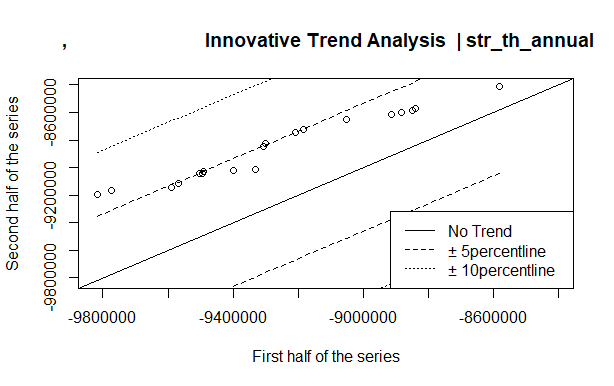 , Innovative Trend Analysis | str_th_annual
Second half of the series
-8600000
-9200000
-9800000
No Trend
± 5percentline
± 10percentline
-9800000 -9400000 -9000000 -8600000
First half of the series